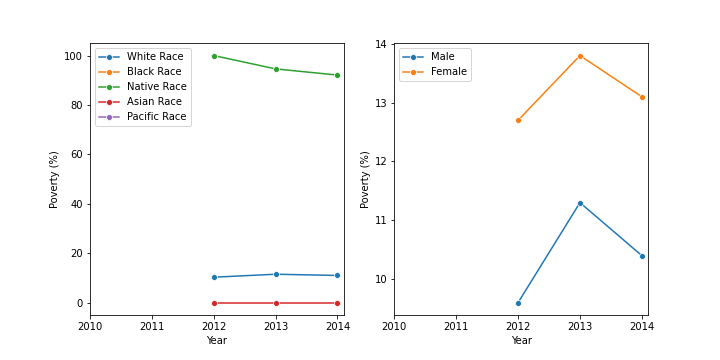 100
80
60
40
20
0
Poverty (%)
White Race
Black Race
Native Race
Asian Race
Pacific Race
2010 2011 2012 2013 2014
Year
14
13
12
11
10
Poverty (%)
Male
Female
2010 2011 2012 2013 2014
Year